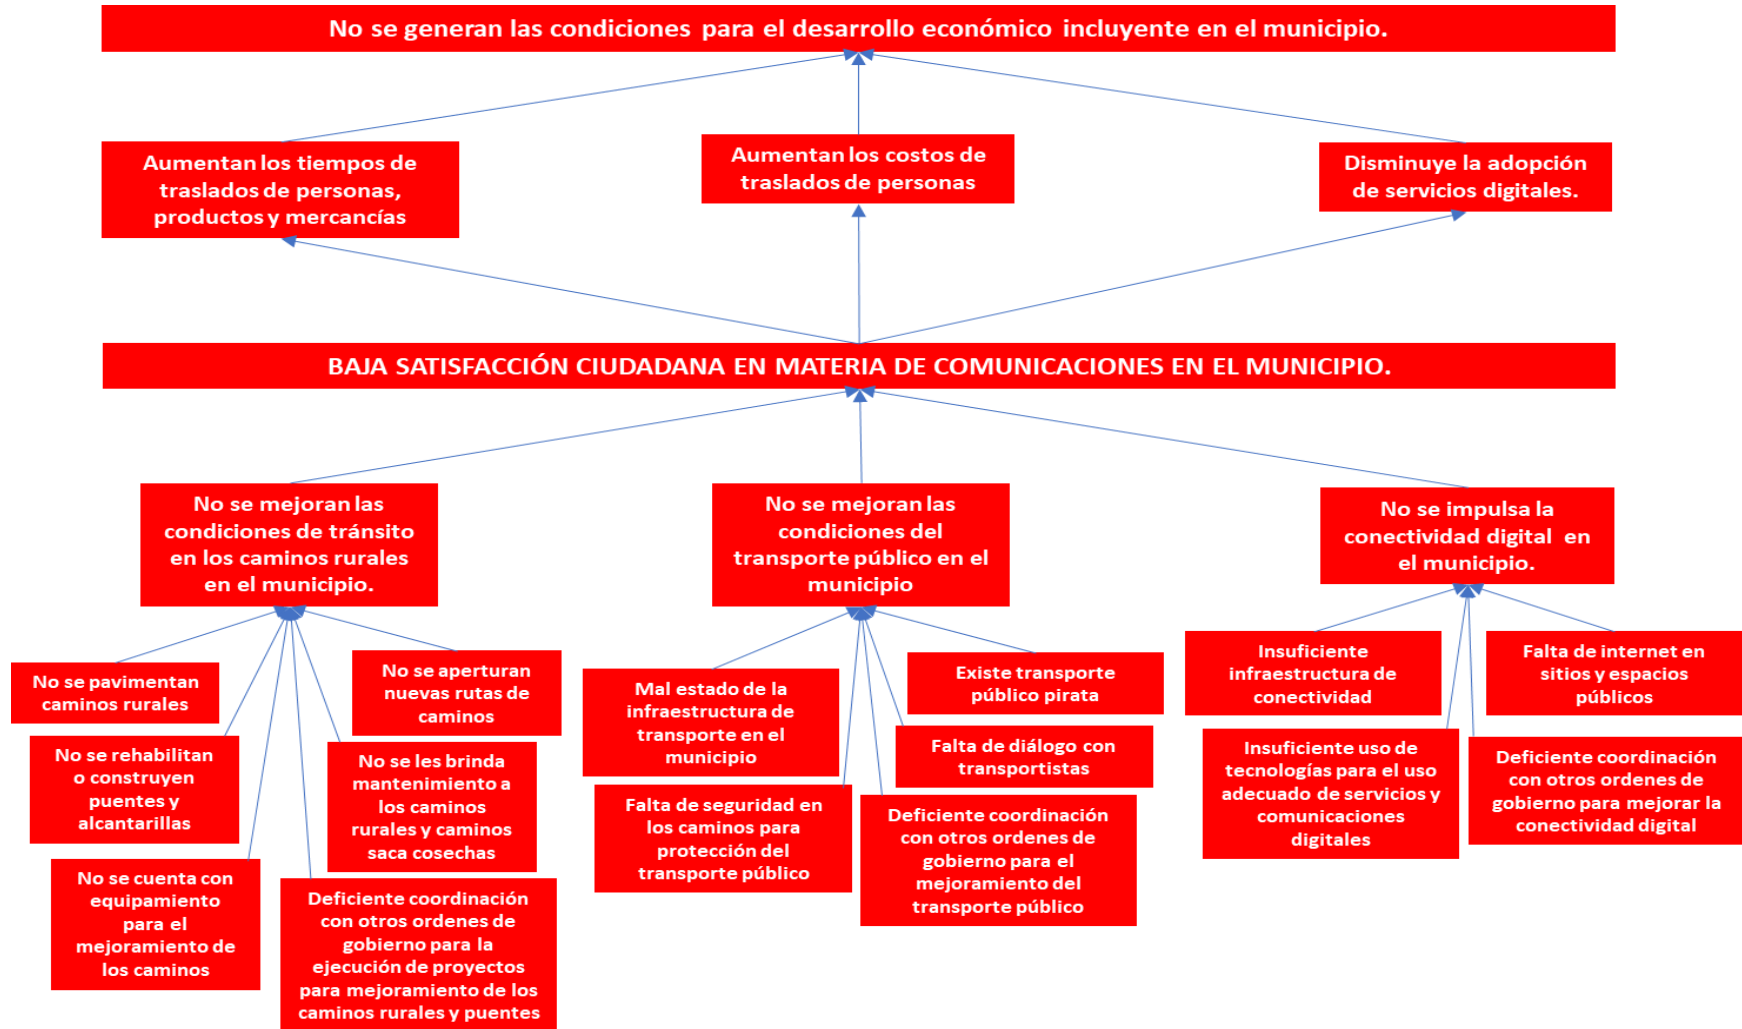 No se generan las condiciones para el desarrollo económico incluyente en el municipio.
Aumentan los tiempos de
traslados de personas,
productos y mercancías
Aumentan los costos de
traslados de personas
Disminuye la adopción
de servicios digitales.
BAJA SATISFACCIÓN CIUDADANA EN MATERIA DE COMUNICACIONES EN EL MUNICIPIO.
No se mejoran las
condiciones de tránsito
en los caminos rurales
en el municipio.
No se mejoran las
condiciones del
transporte público en el
municipio
No se impulsa la
conectividad digital en
el municipio.
No se pavimentan
caminos rurales
No se aperturan
nuevas rutas de
caminos
No se rehabilitan
o construyen
puentes y
alcantarillas
No se les brinda
mantenimiento a
los caminos
rurales y caminos
saca cosechas
No se cuenta con
equipamiento
para el
mejoramiento de
los caminos
Deficiente coordinación
con otros ordenes de
gobierno para la
ejecución de proyectos
para mejoramiento de los
caminos rurales y puentes
Mal estado de la
infraestructura de
transporte en el
municipio
Existe transporte
público pirata
Falta de diálogo con
transportistas
Falta de seguridad en
los caminos para
protección del
transporte público
Deficiente coordinación
con otros ordenes de
gobierno para el
mejoramiento del
transporte público
Insuficiente
infraestructura de
conectividad
Falta de internet en
sitios y espacios
públicos
Insuficiente uso de
tecnologías para el uso
adecuado de servicios y
comunicaciones
digitales
Deficiente coordinación
con otros ordenes de
gobierno para mejorar la
conectividad digital